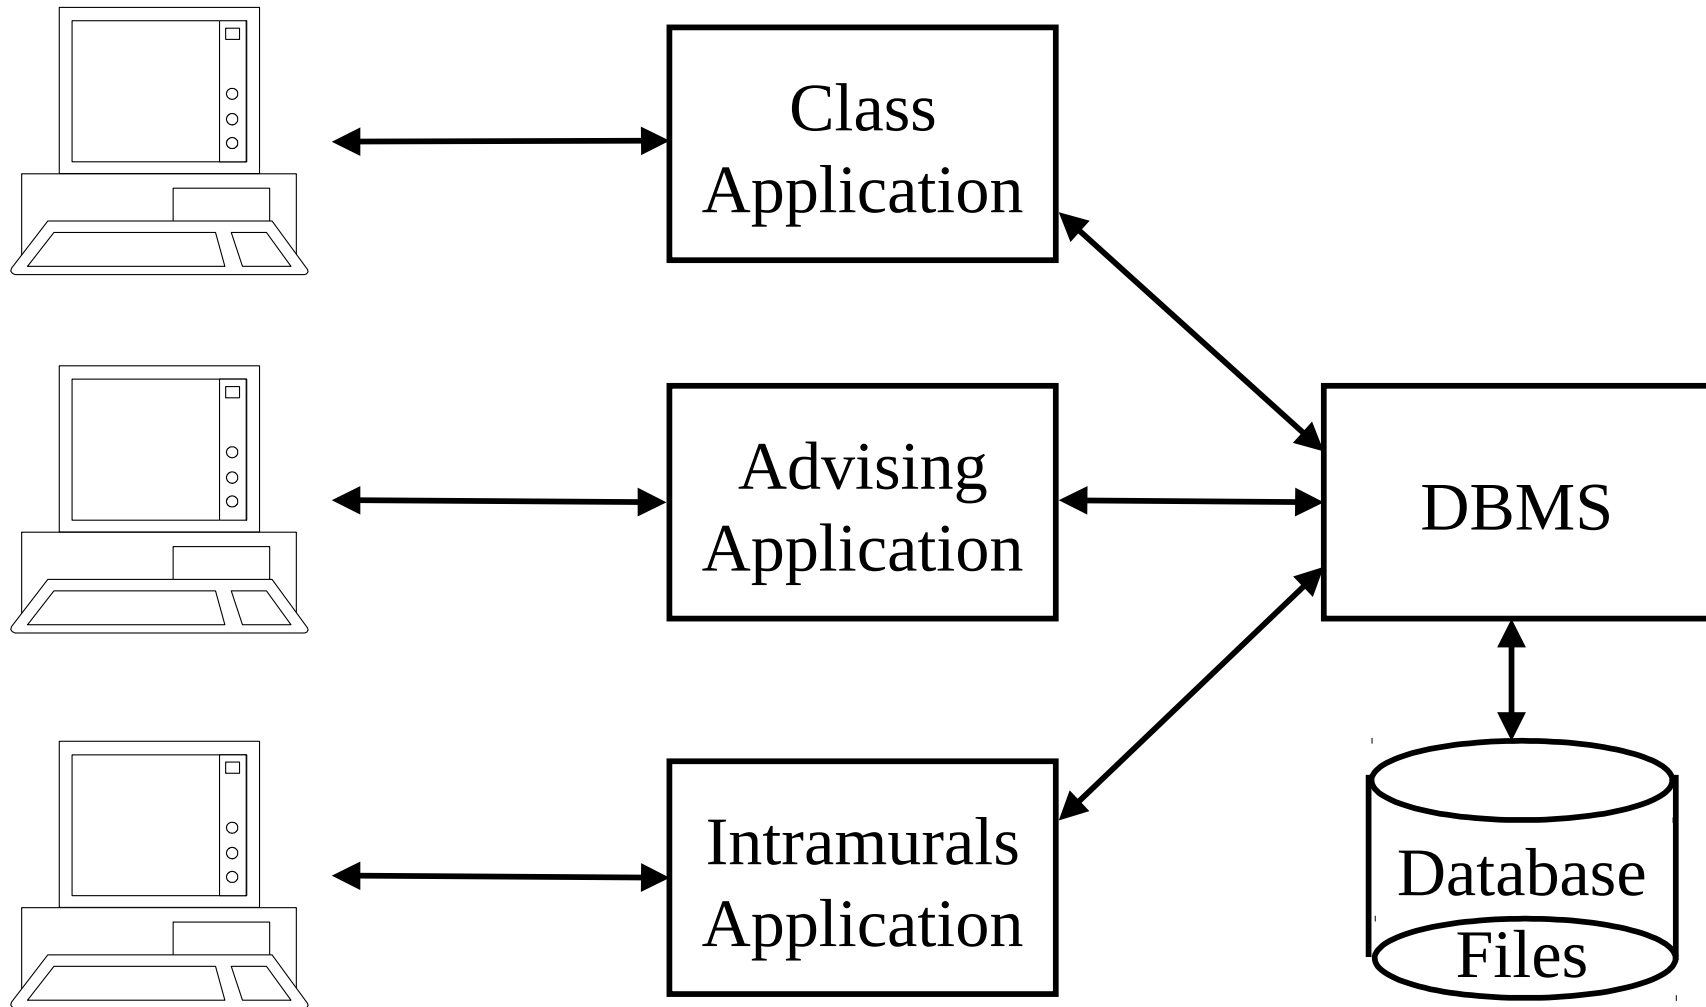 Class
Application
Advising
Application
DBMS
Intramurals
Application
Database
Files